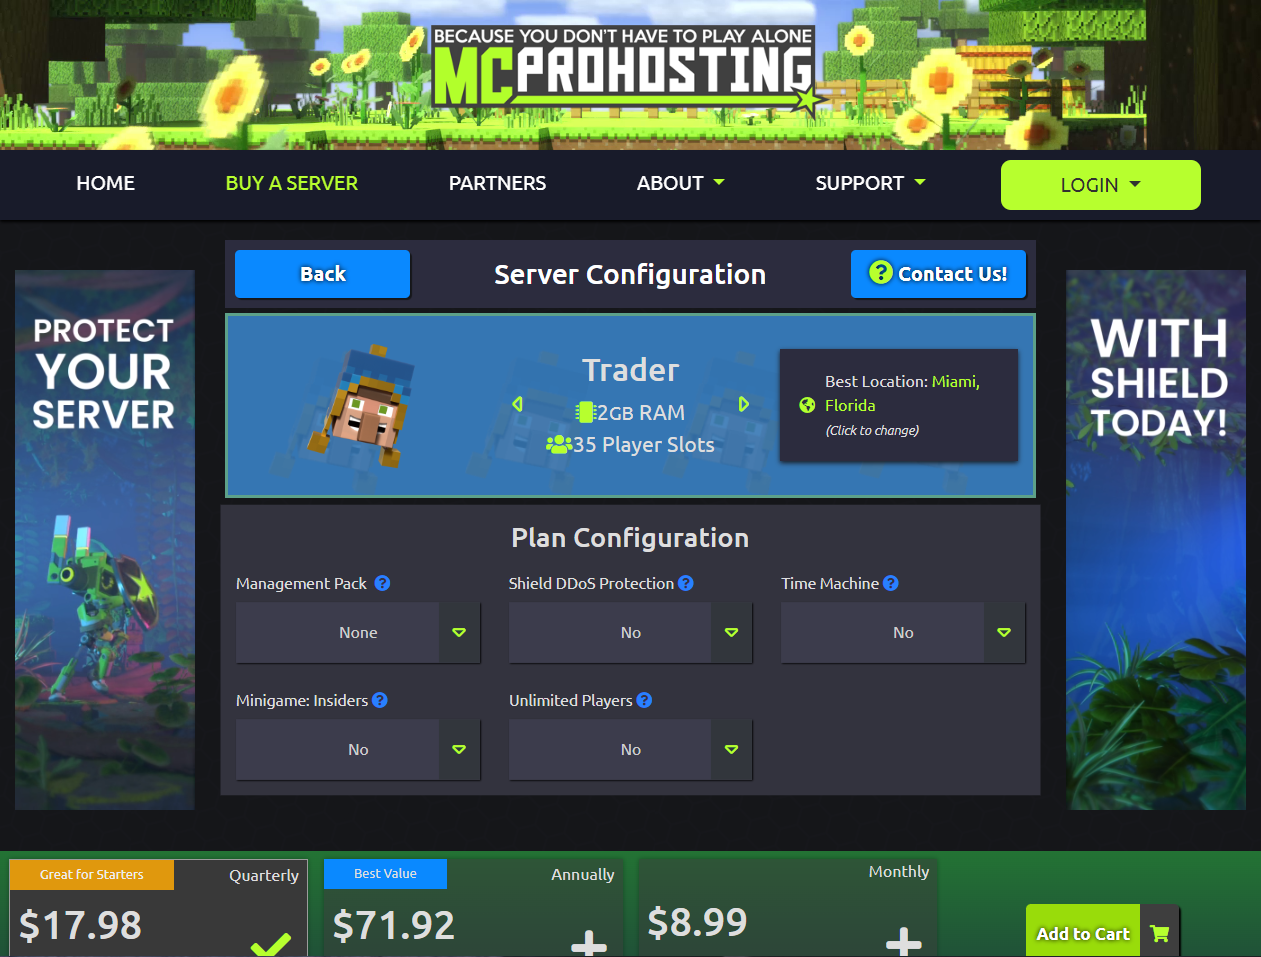 BECAUSE YOU DON'T HAVE TO PLAY ALONE
MCPROHOSTING
HOME
BUY A SERVER
PARTNERS
ABOUT
SUPPORT
LOGIN
PROTECT
YOUR
SERVER
Back
Server Configuration
? Contact Us!
Trader
2GB RAM
35 Player Slots
Best Location: Miami,
Florida
(Click to change)
WITH
SHIELD
TODAY!
Plan Configuration
Management Pack ?
None
Shield DDoS Protection ?
No
Time Machine ?
No
Minigame: Insiders ?
No
Unlimited Players ?
No
Great for Starters
Quarterly
$17.98
Best Value
Annually
$71.92
Monthly
$8.99
Add to Cart